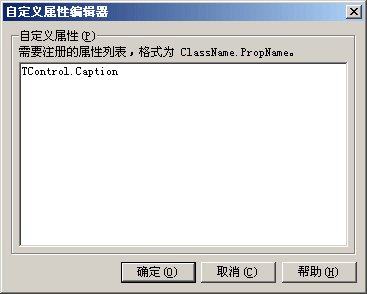 自定义属性编辑器
自定义属性(P)
需要注册的属性列表，格式为 ClassName.PropName。
TControl.Caption
确定(O)
取消(C)
帮助(H)